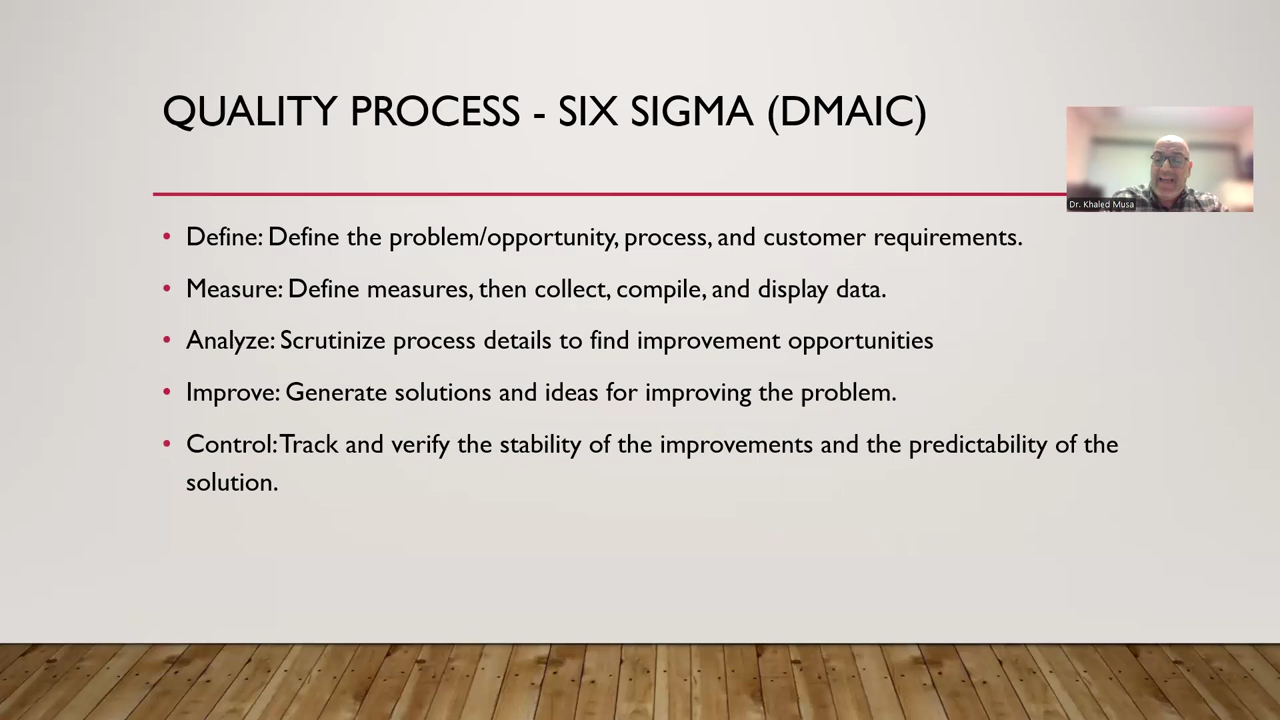 QUALITY PROCESS - SIX SIGMA (DMAIC)
Dr. Khaled Musa
• Define: Define the problem/opportunity, process, and customer requirements.
• Measure: Define measures, then collect, compile, and display data.
• Analyze: Scrutinize process details to find improvement opportunities
• Improve: Generate solutions and ideas for improving the problem.
• Control: Track and verify the stability of the improvements and the predictability of the
solution.